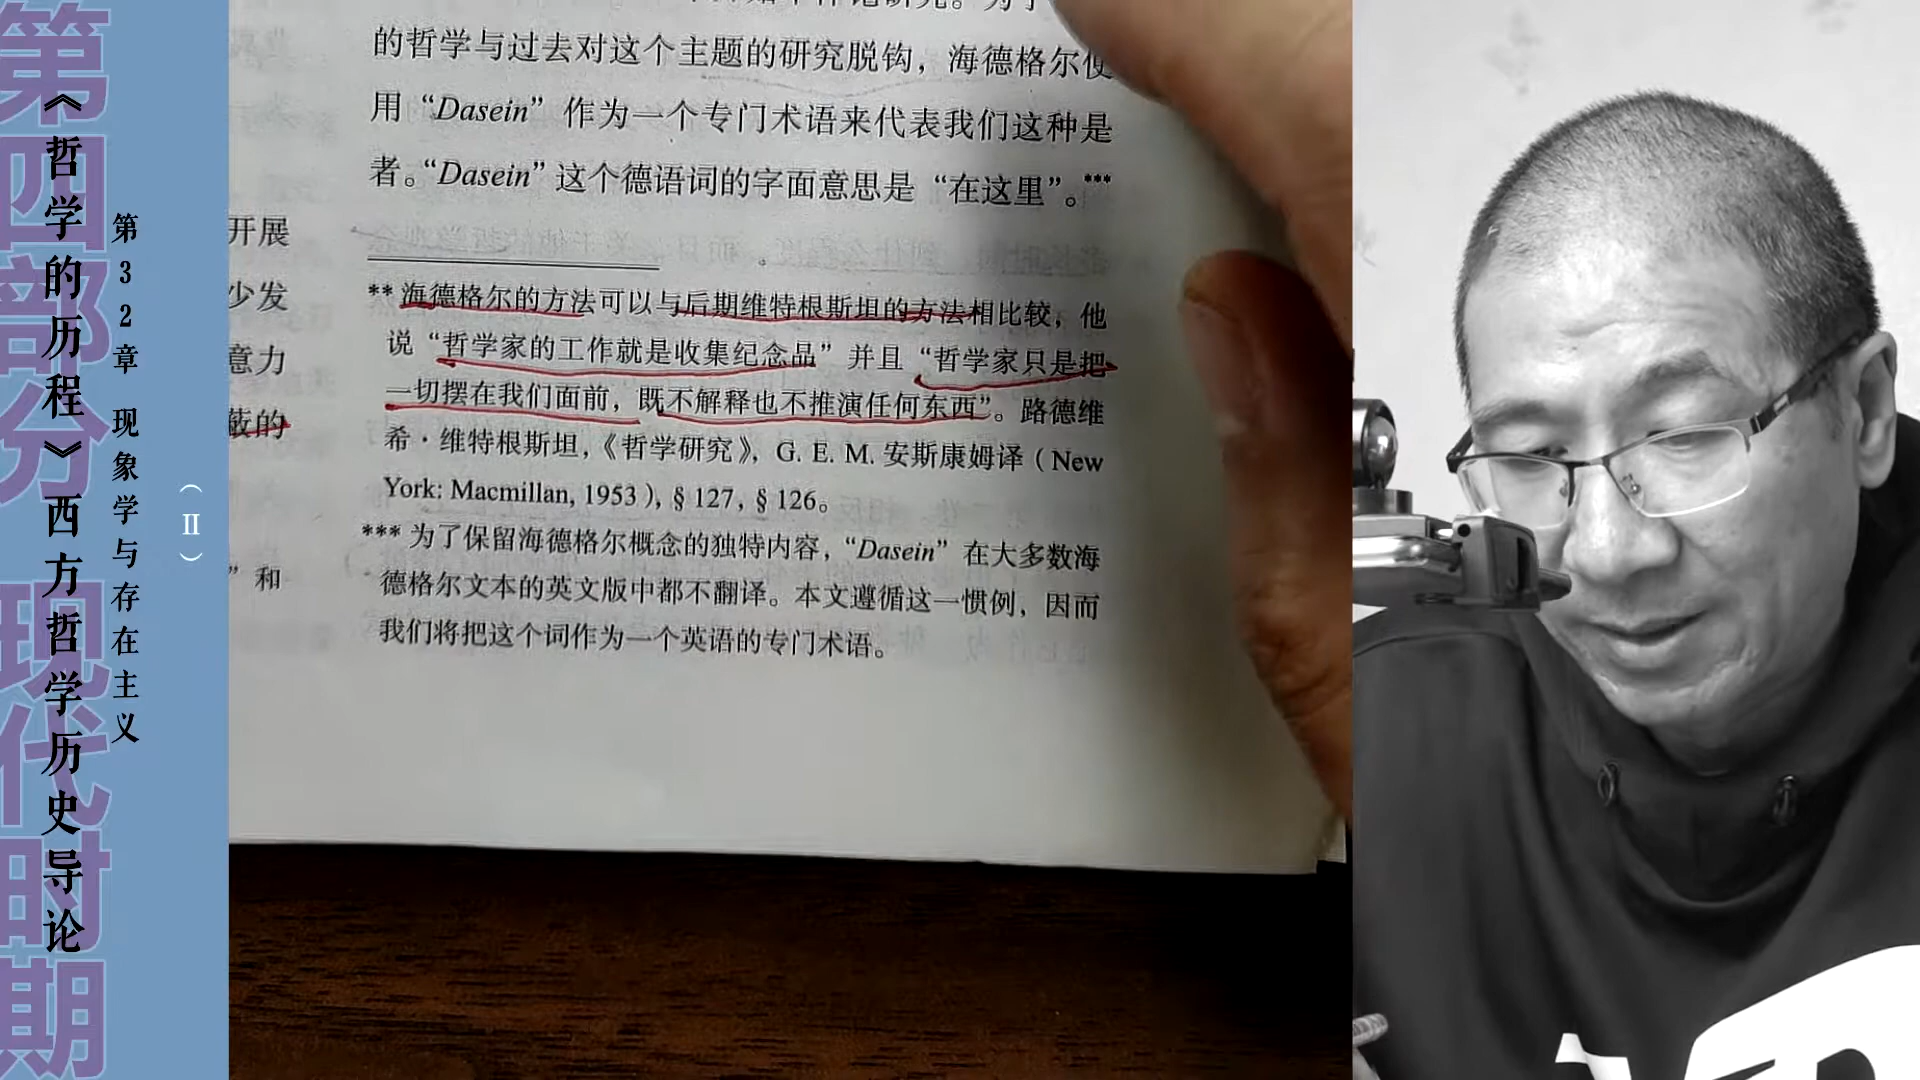 第四部分 现代时期
《哲学的历程》西方哲学历史导论
第32章 现象学与存在主义
（II）
开展
少发
意力
蔽的
”和
的哲学与过去对这个主题的研究脱钩，海德格尔使
用“Dasein”作为一个专门术语来代表我们这种是
者。“Dasein”这个德语词的字面意思是“在这里”。***
** 海德格尔的方法可以与后期维特根斯坦的方法相比较，他
说“哲学家的工作就是收集纪念品”并且“哲学家只是把
一切摆在我们面前，既不解释也不推演任何东西”。路德维
希·维特根斯坦，《哲学研究》，G. E. M. 安斯康姆译（New
York: Macmillan, 1953），§ 127, § 126。
*** 为了保留海德格尔概念的独特内容，“Dasein”在大多数海
德格尔文本的英文版中都不翻译。本文遵循这一惯例，因而
我们将把这个词作为一个英语的专门术语。